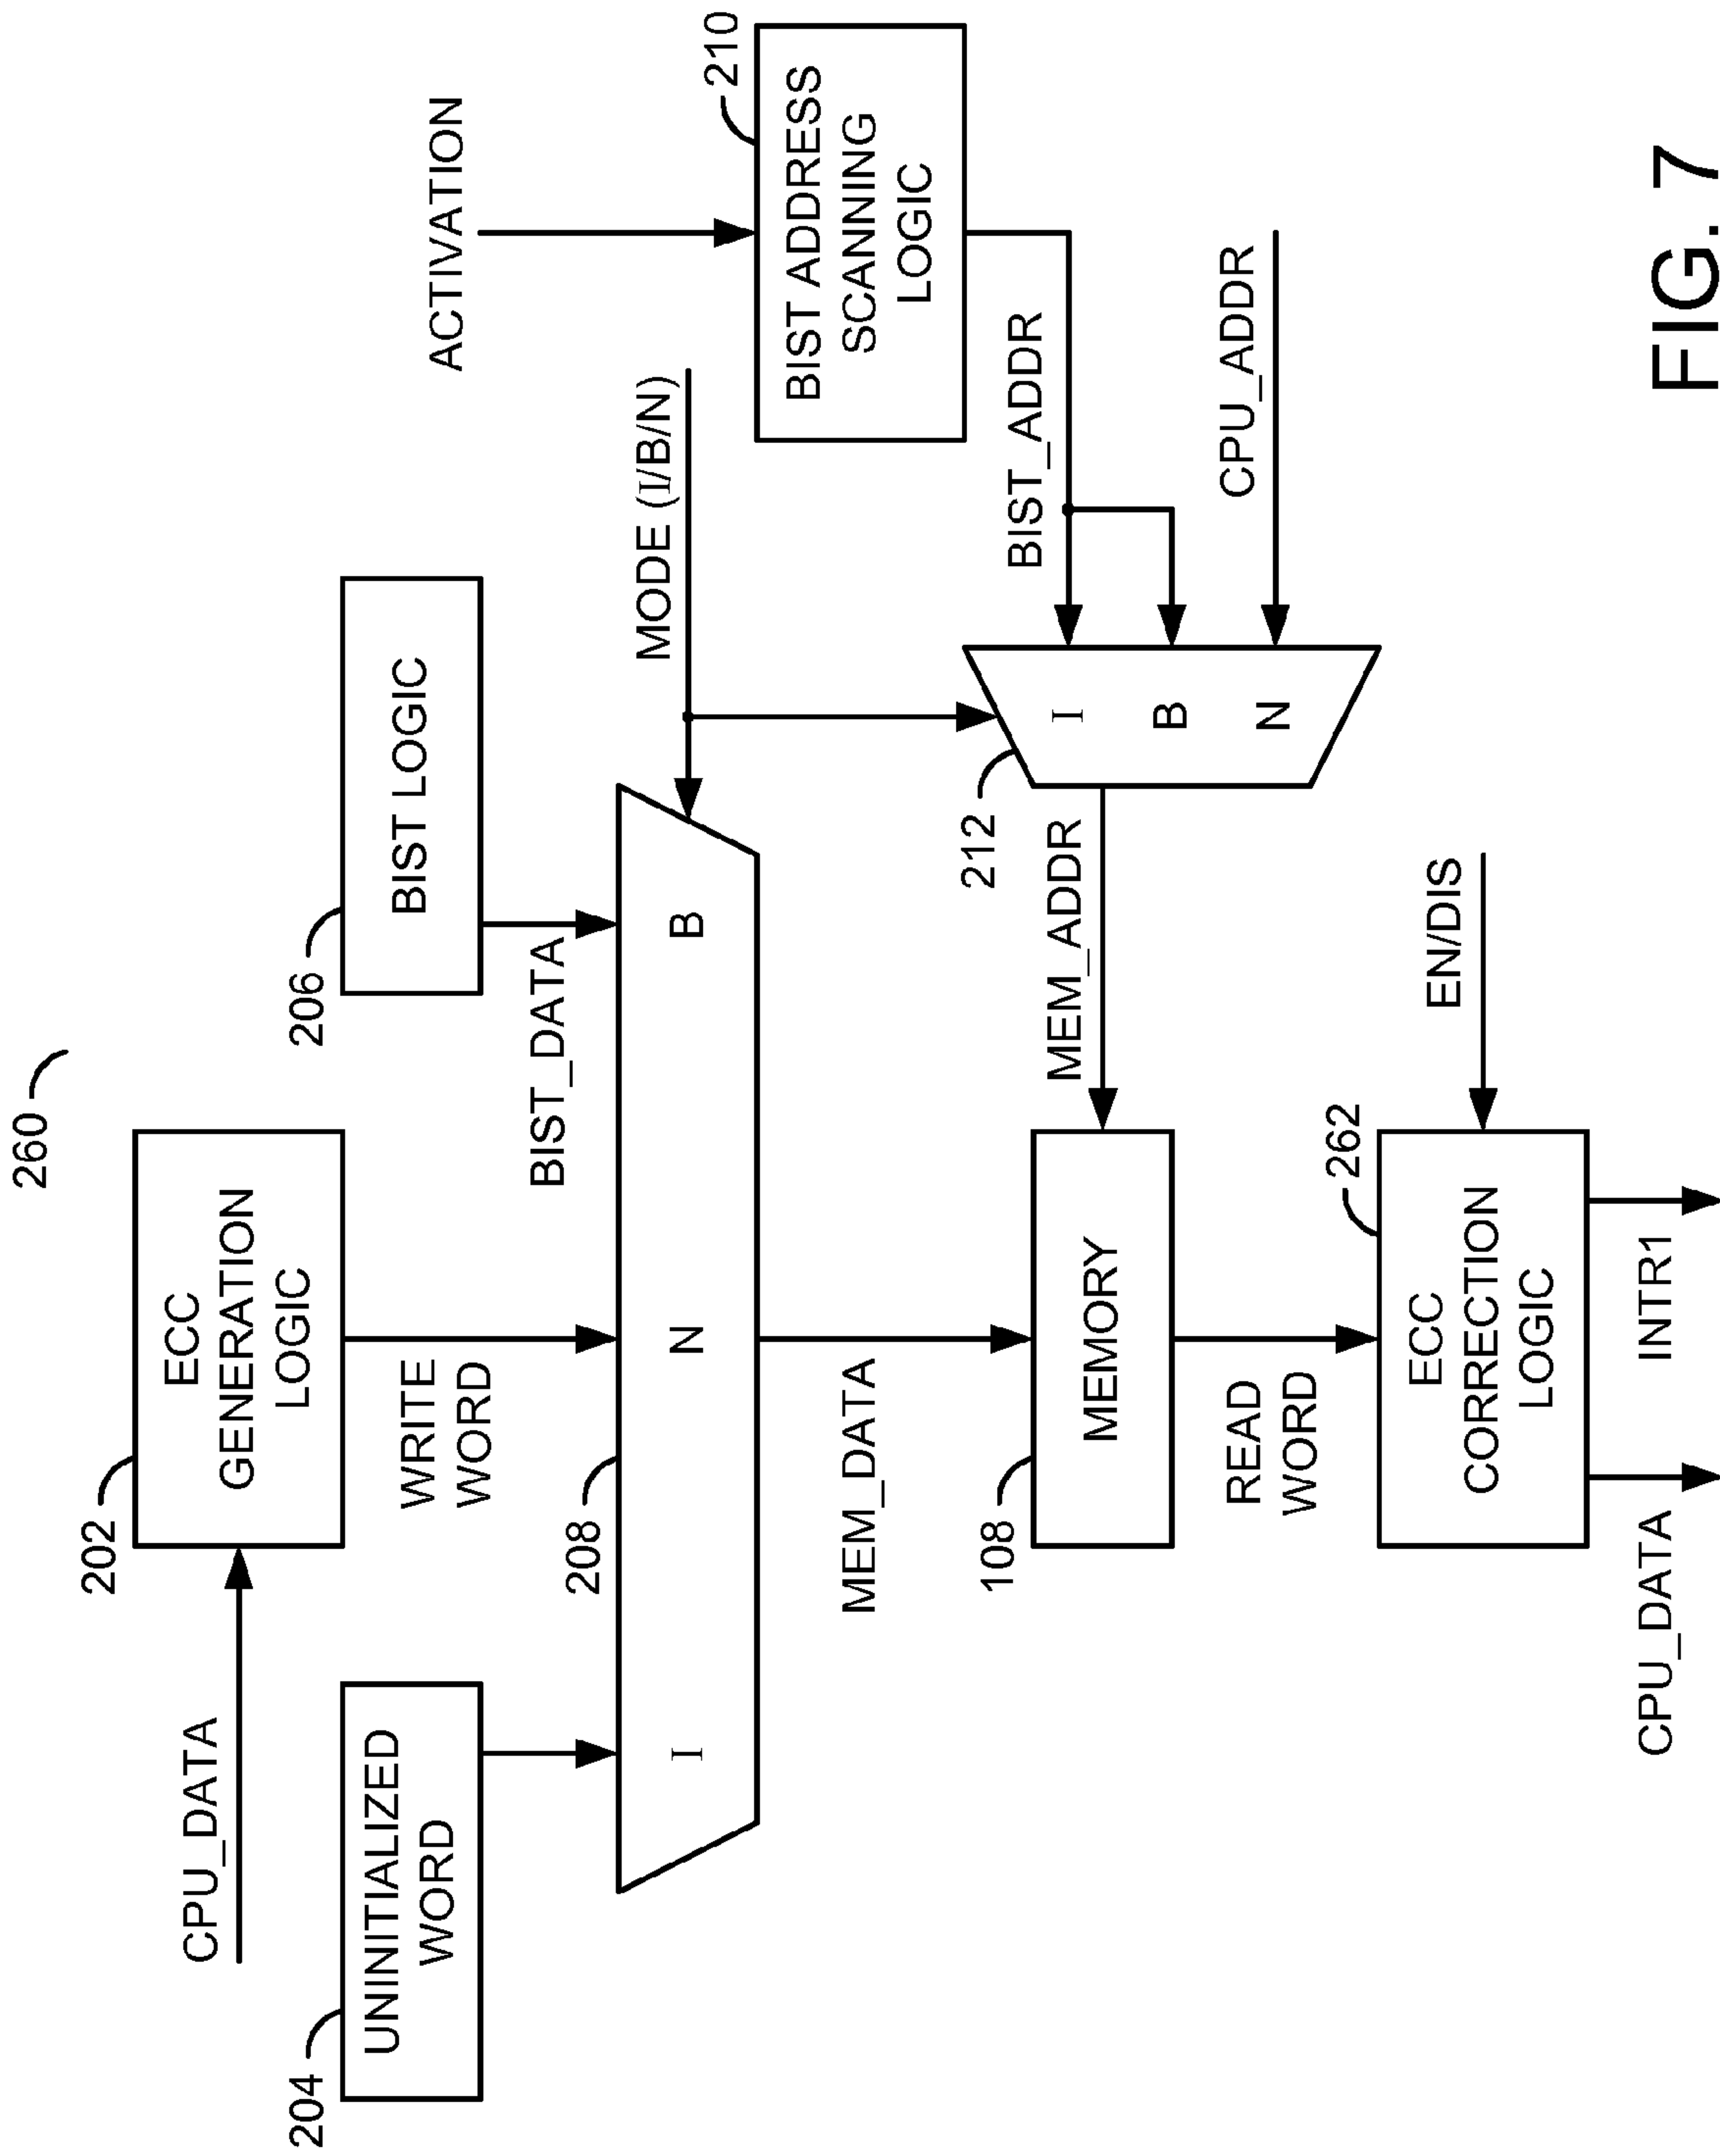 260
CPU_DATA
202
ECC
GENERATION
LOGIC
204
UNINITIALIZED
WORD
WRITE
WORD
206
BIST LOGIC
BIST_DATA
ACTIVATION
208
I
N
B
MODE (I/B/N)
210
BIST ADDRESS
SCANNING
LOGIC
MEM_DATA
212
I
B
N
BIST_ADDR
CPU_ADDR
MEM_ADDR
108
MEMORY
READ
WORD
262
ECC
CORRECTION
LOGIC
EN/DIS
CPU_DATA
INTR1
FIG. 7